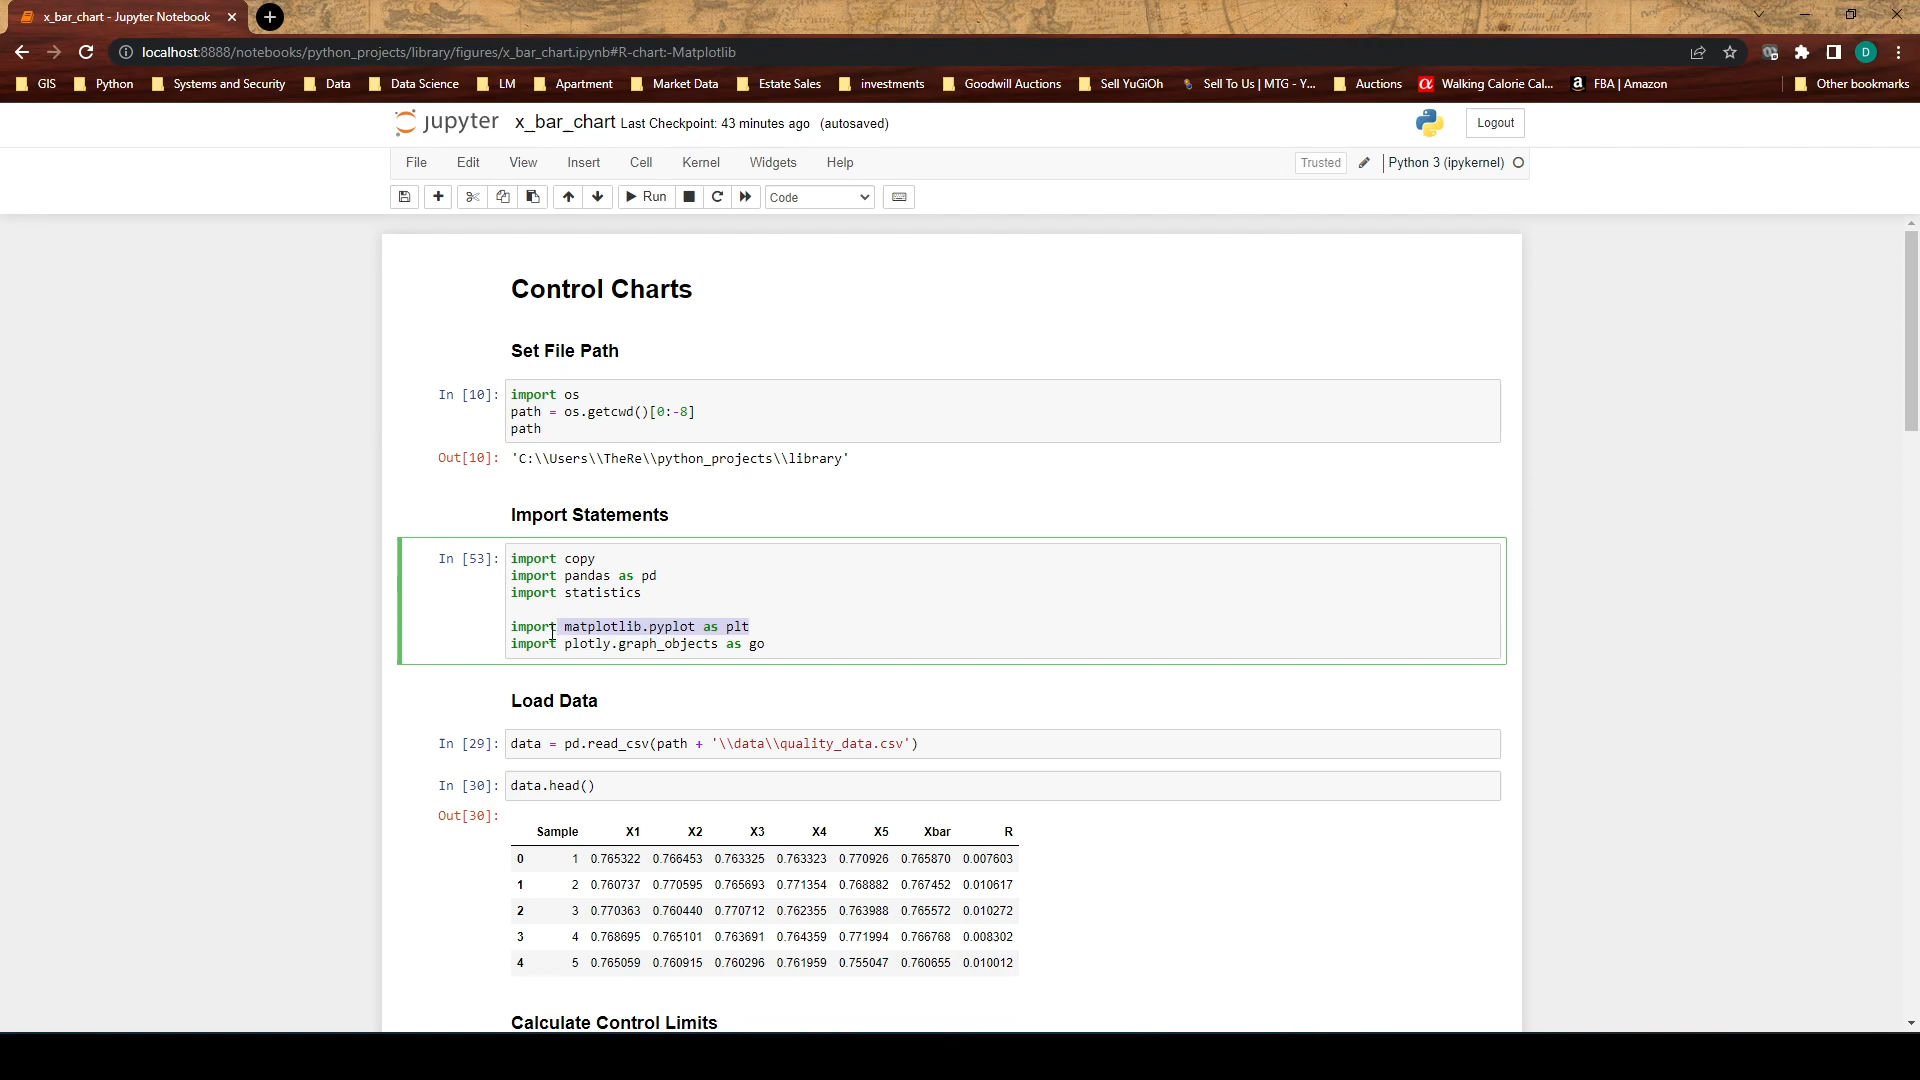 x_bar_chart - Jupyter Notebook
localhost:8888/notebooks/python_projects/library/figures/x_bar_chart.ipynb#R-chart:-Matplotlib
D
GIS Python Systems and Security Data Data Science LM Apartment Market Data Estate Sales investments Goodwill Auctions Sell YuGiOh Sell To Us | MTG - Y... Auctions Walking Calorie Cal... FBA | Amazon Other bookmarks
jupyter x_bar_chart Last Checkpoint: 43 minutes ago (autosaved) Logout
File Edit View Insert Cell Kernel Widgets Help Trusted Python 3 (ipykernel)
Run Code
Control Charts
Set File Path
In [10]: import os
path = os.getcwd()[0:-8]
path
Out[10]: 'C:\\Users\\TheRe\\python_projects\\library'
Import Statements
In [53]: import copy
import pandas as pd
import statistics
import matplotlib.pyplot as plt
import plotly.graph_objects as go
Load Data
In [29]: data = pd.read_csv(path + '\\data\\quality_data.csv')
In [30]: data.head()
Out[30]:
Sample X1 X2 X3 X4 X5 Xbar R
0 1 0.765322 0.766453 0.763325 0.763323 0.770926 0.765870 0.007603
1 2 0.760737 0.770595 0.765693 0.771354 0.768882 0.767452 0.010617
2 3 0.770363 0.760440 0.770712 0.762355 0.763988 0.765572 0.010272
3 4 0.768695 0.765101 0.763691 0.764359 0.771994 0.766768 0.008302
4 5 0.765059 0.760915 0.760296 0.761959 0.755047 0.760655 0.010012
Calculate Control Limits